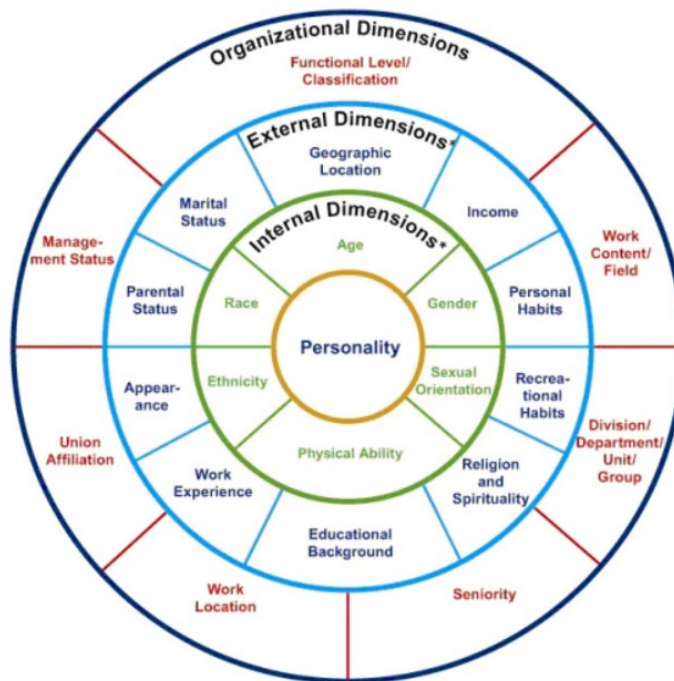 Organizational Dimensions
Functional Level/
Classification
External Dimensions*
Geographic
Location
Marital
Status
Income
Internal Dimensions*
Age
Manage-
ment Status
Work
Content/
Field
Parental
Status
Race
Gender
Personal
Habits
Personality
Appear-
ance
Ethnicity
Sexual
Orientation
Recrea-
tional
Habits
Union
Affiliation
Division/
Department/
Unit/
Group
Physical Ability
Work
Experience
Religion
and
Spirituality
Educational
Background
Work
Location
Seniority